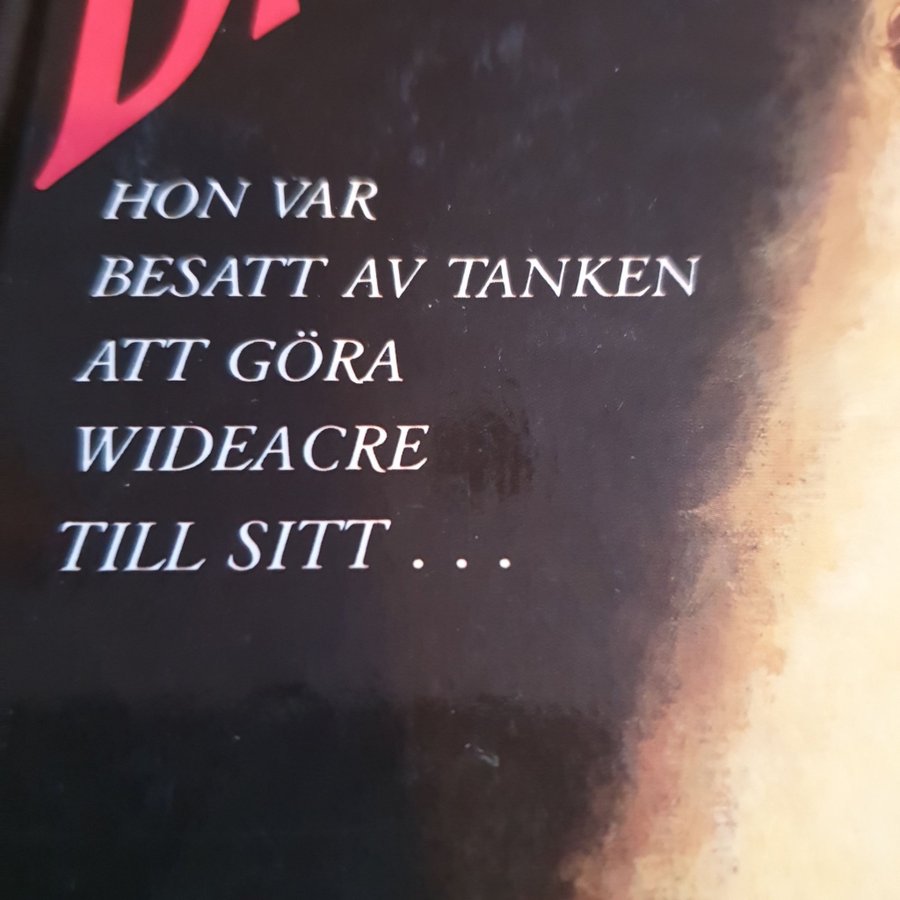 HON VAR
BESATT AV TANKEN
ATT GÖRA
WIDEACRE
TILL SITT . . .